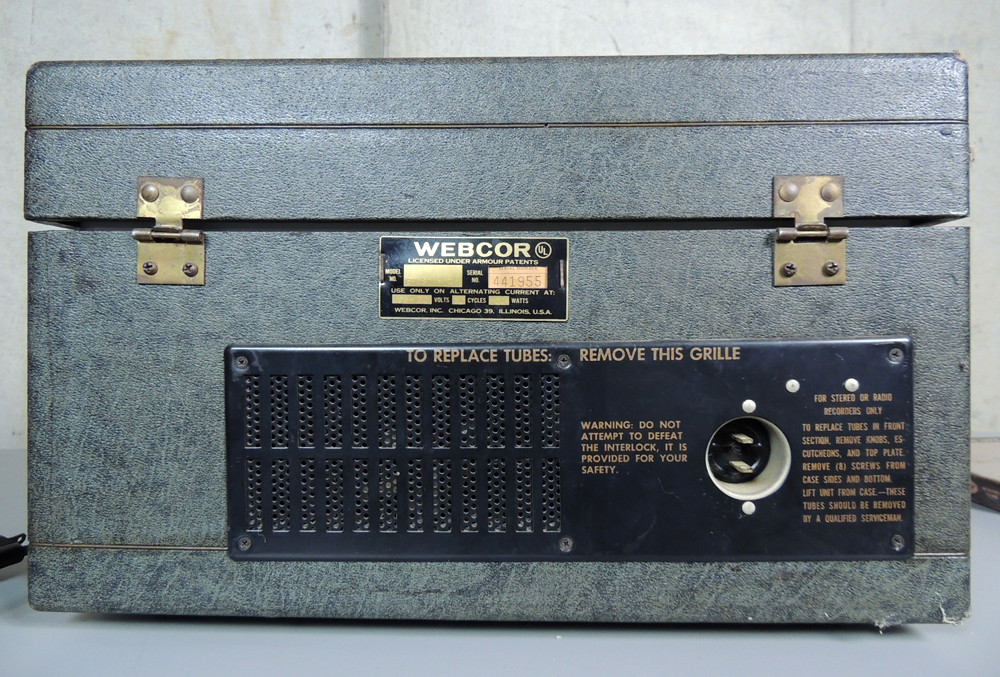 WEBCOR UL
LICENSED UNDER ARMOUR PATENTS
MODEL NO. SERIAL NO. SERIAL NUMBER 441955
USE ONLY ON ALTERNATING CURRENT AT:
VOLTS CYCLES WATTS
WEBCOR, INC. CHICAGO 39, ILLINOIS, U.S.A.
TO REPLACE TUBES: REMOVE THIS GRILLE
WARNING: DO NOT
ATTEMPT TO DEFEAT
THE INTERLOCK, IT IS
PROVIDED FOR YOUR
SAFETY.
FOR STEREO OR RADIO
RECORDERS ONLY
TO REPLACE TUBES IN FRONT
SECTION, REMOVE KNOBS, ES-
CUTCHEONS, AND TOP PLATE.
REMOVE (8) SCREWS FROM
CASE SIDES AND BOTTOM.
LIFT UNIT FROM CASE.—THESE
TUBES SHOULD BE REMOVED
BY A QUALIFIED SERVICEMAN.